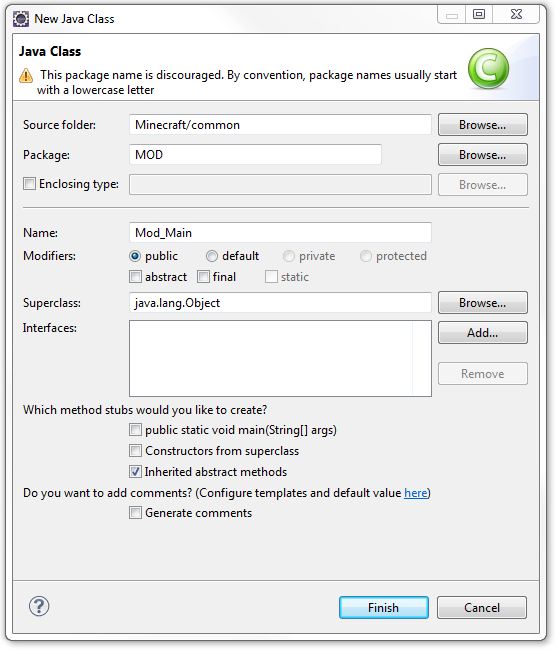 New Java Class
Java Class
This package name is discouraged. By convention, package names usually start
with a lowercase letter
C
Source folder: Minecraft/common Browse...
Package: MOD Browse...
Enclosing type: Browse...
Name: Mod_Main
Modifiers: public default private protected
abstract final static
Superclass: java.lang.Object Browse...
Interfaces: Add...
Remove
Which method stubs would you like to create?
public static void main(String[] args)
Constructors from superclass
Inherited abstract methods
Do you want to add comments? (Configure templates and default value here)
Generate comments
? Finish Cancel